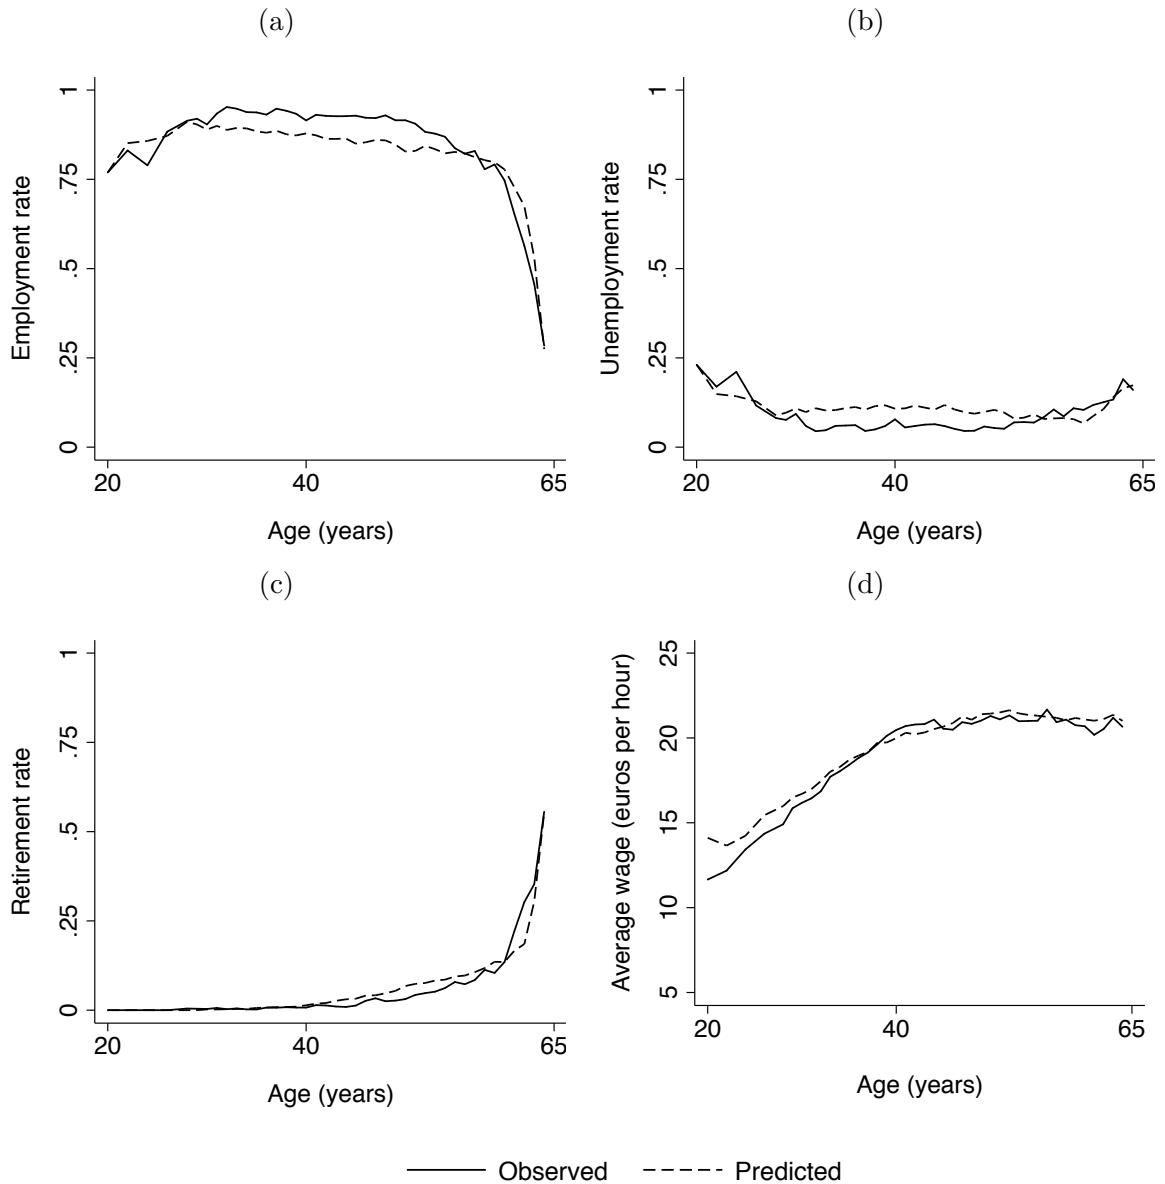 (a)
1
.75
.5
.25
0
Employment rate
20 40 65
Age (years)
(b)
1
.75
.5
.25
0
Unemployment rate
20 40 65
Age (years)
(c)
1
.75
.5
.25
0
Retirement rate
20 40 65
Age (years)
(d)
25
20
15
10
5
Average wage (euros per hour)
20 40 65
Age (years)
Observed Predicted